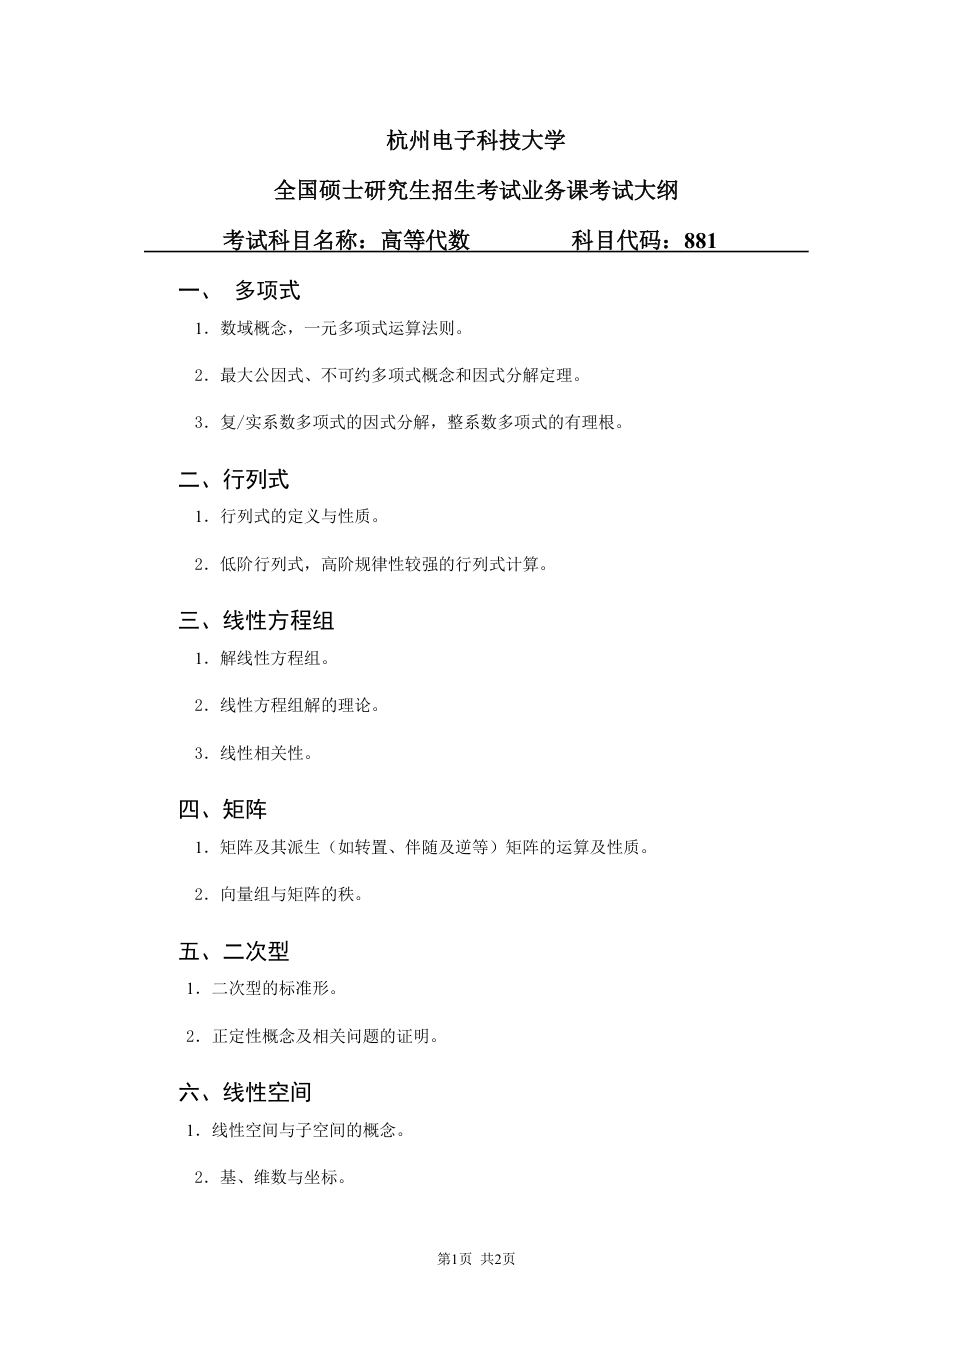 杭州电子科技大学
全国硕士研究生招生考试业务课考试大纲
考试科目名称：高等代数 科目代码：881
一、 多项式
1．数域概念，一元多项式运算法则。
2．最大公因式、不可约多项式概念和因式分解定理。
3．复/实系数多项式的因式分解，整系数多项式的有理根。
二、行列式
1．行列式的定义与性质。
2．低阶行列式，高阶规律性较强的行列式计算。
三、线性方程组
1．解线性方程组。
2．线性方程组解的理论。
3．线性相关性。
四、矩阵
1．矩阵及其派生（如转置、伴随及逆等）矩阵的运算及性质。
2．向量组与矩阵的秩。
五、二次型
1．二次型的标准形。
2．正定性概念及相关问题的证明。
六、线性空间
1．线性空间与子空间的概念。
2．基、维数与坐标。
第1页 共2页